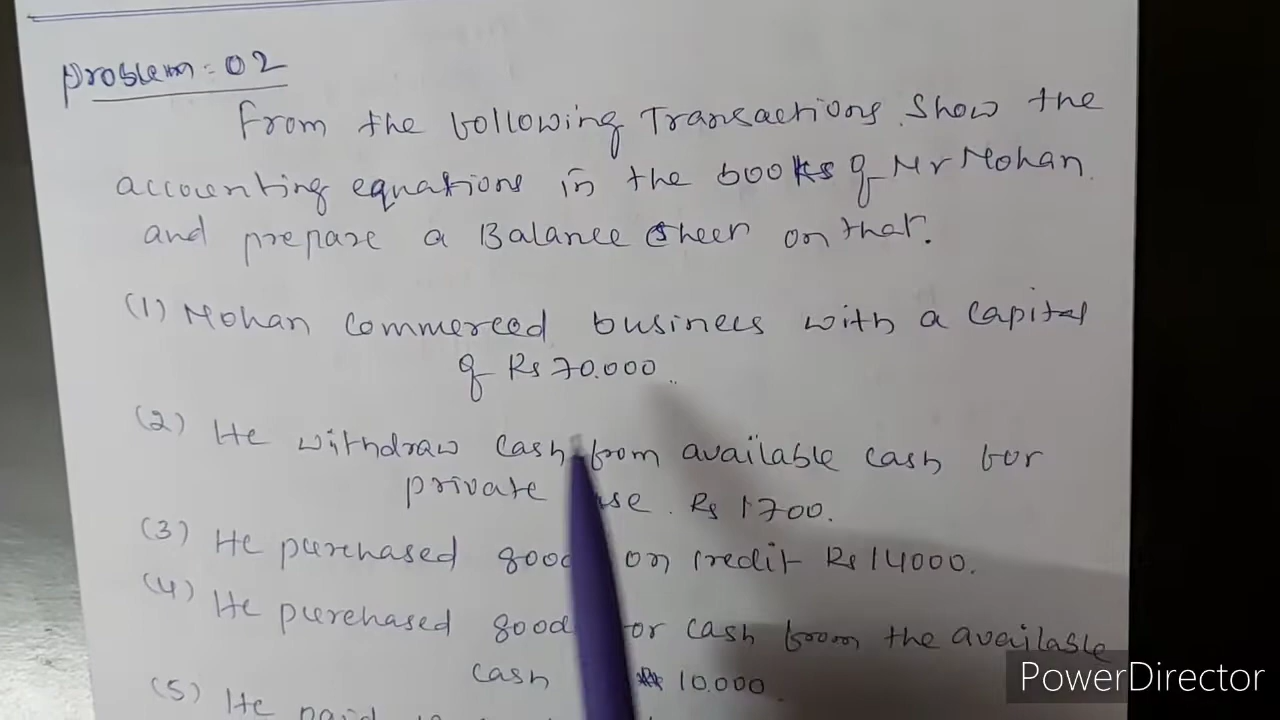 Problem: 02
From the following Transactions. Show the
accounting equations in the books of Mr Mohan.
and prepare a Balance Sheet on that.
(1) Mohan commereed business with a capital
of Rs 70.000
(2) He withdraw cash from available cash for
private use. Rs 1700.
(3) He purchased good on credit Rs 14000.
(4) He purchased good for cash from the available
cash 10.000.
(5) He paid
PowerDirector